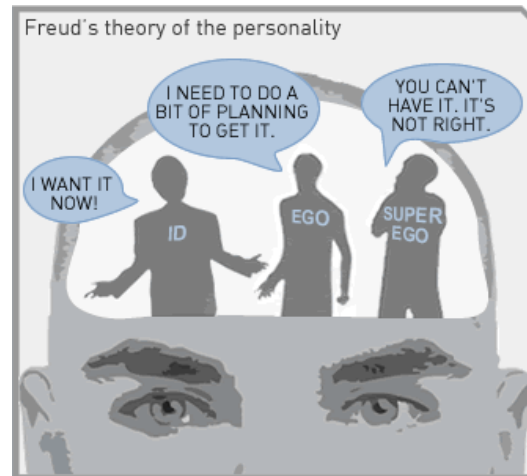 Freud's theory of the personality
I WANT IT
NOW!
I NEED TO DO A
BIT OF PLANNING
TO GET IT.
YOU CAN'T
HAVE IT. IT'S
NOT RIGHT.
ID
EGO
SUPER
EGO